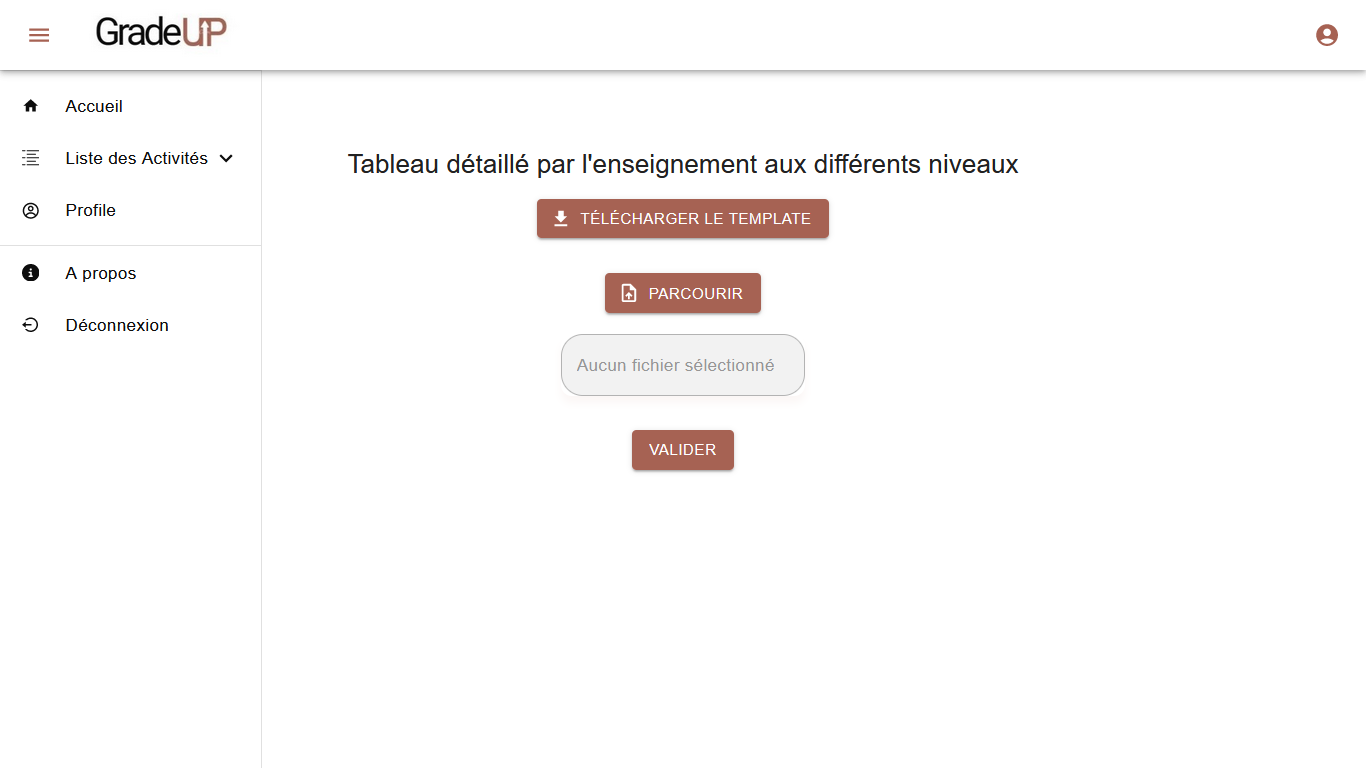 GradeUP
Accueil
Liste des Activités
Profile
A propos
Déconnexion
Tableau détaillé par l'enseignement aux différents niveaux
TÉLÉCHARGER LE TEMPLATE
PARCOURIR
Aucun fichier sélectionné
VALIDER